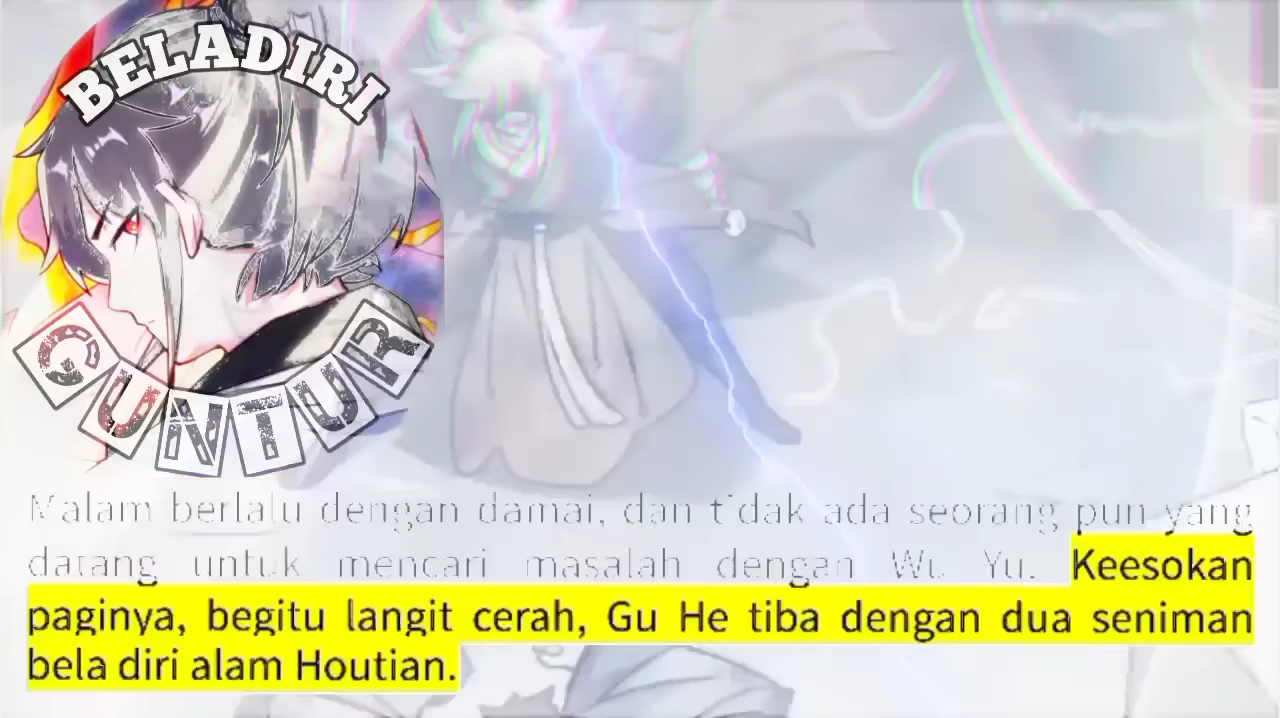 BELADIRI
GUNTUR
Malam berlalu dengan damai, dan tidak ada seorang pun yang
datang untuk mencari masalah dengan Wu Yu. Keesokan
paginya, begitu langit cerah, Gu He tiba dengan dua seniman
bela diri alam Houtian.